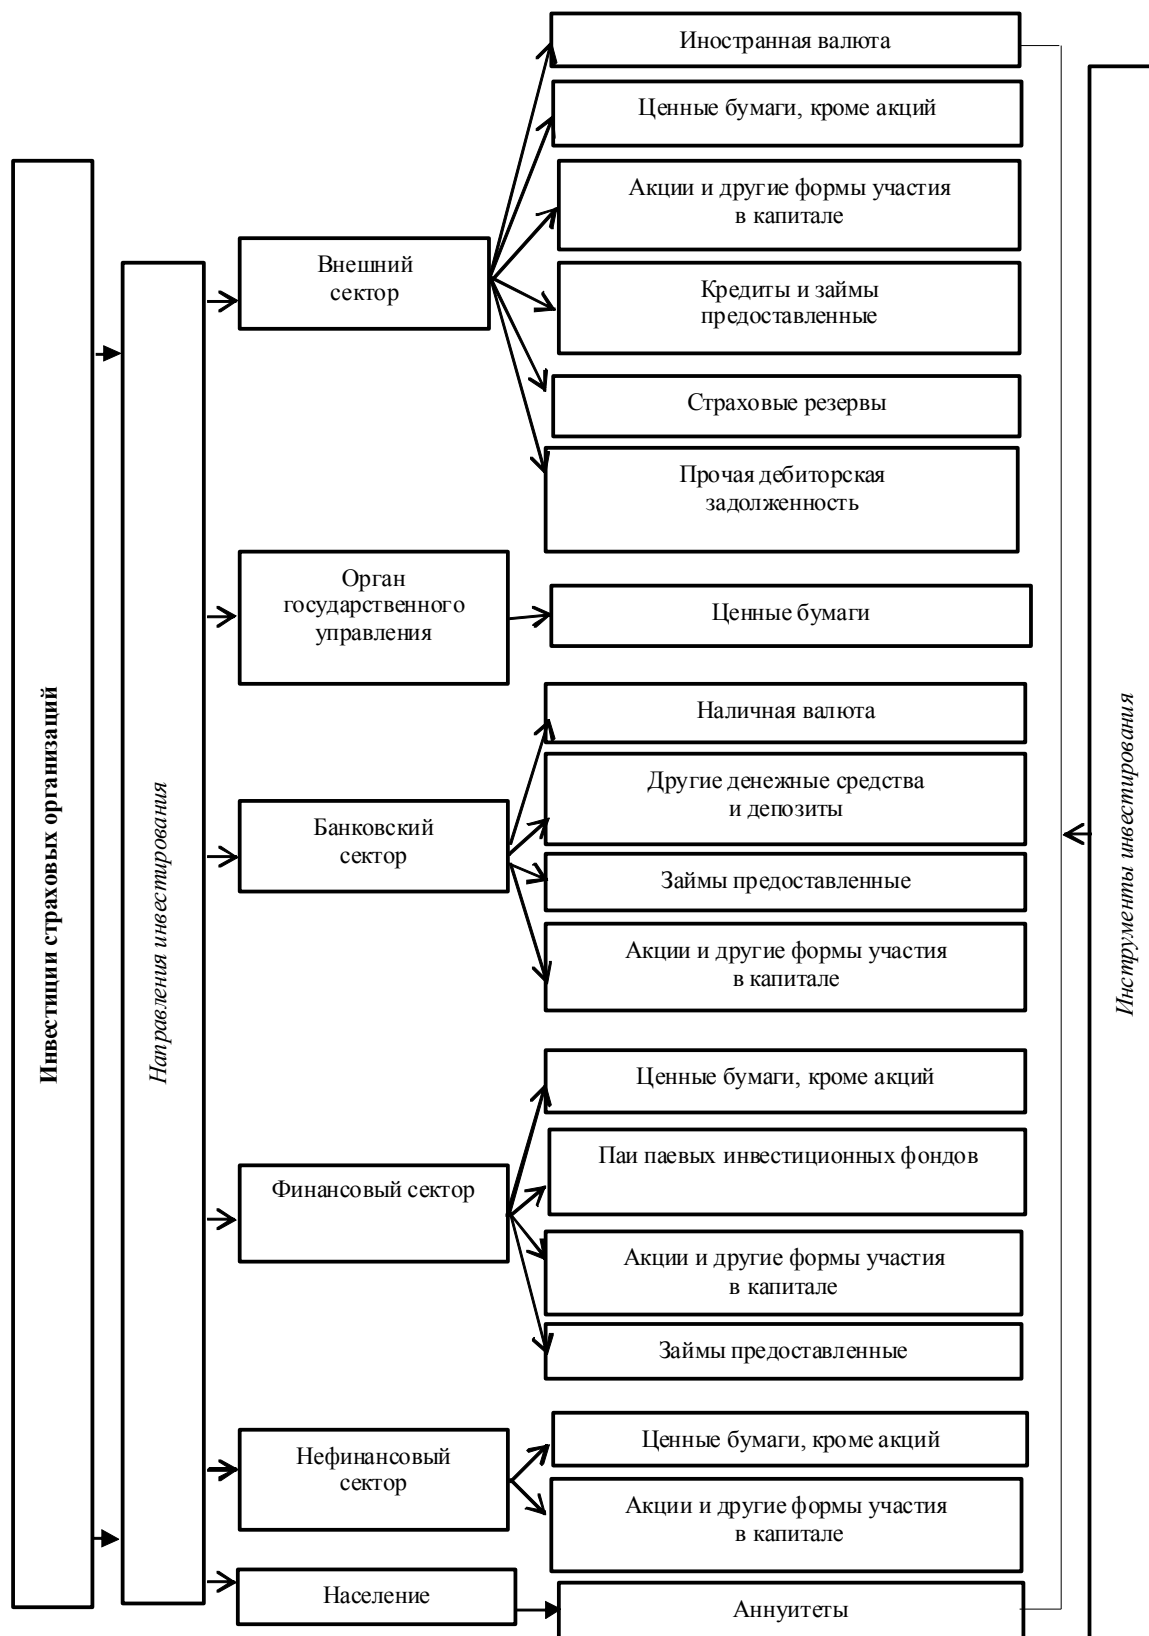 Инвестиции страховых организаций
Направления инвестирования
Внешний
сектор
Иностранная валюта
Ценные бумаги, кроме акций
Акции и другие формы участия
в капитале
Кредиты и займы
предоставленные
Страховые резервы
Прочая дебиторская
задолженность
Орган
государственного
управления
Ценные бумаги
Банковский
сектор
Наличная валюта
Другие денежные средства
и депозиты
Займы предоставленные
Акции и другие формы участия
в капитале
Финансовый сектор
Ценные бумаги, кроме акций
Паи паевых инвестиционных фондов
Акции и другие формы участия
в капитале
Займы предоставленные
Нефинансовый
сектор
Ценные бумаги, кроме акций
Акции и другие формы участия
в капитале
Население
Аннуитеты
Инструменты инвестирования